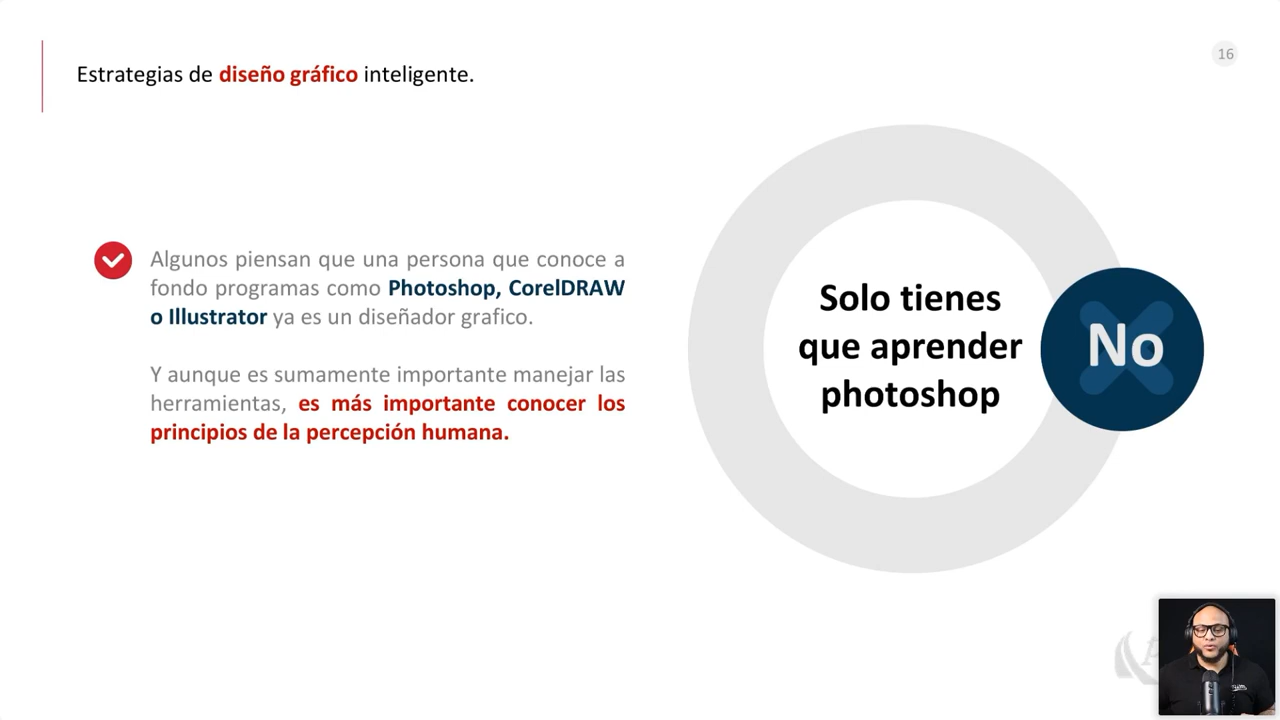 Estrategias de diseño gráfico inteligente.
16
Algunos piensan que una persona que conoce a
fondo programas como Photoshop, CorelDRAW
o Illustrator ya es un diseñador grafico.
Y aunque es sumamente importante manejar las
herramientas, es más importante conocer los
principios de la percepción humana.
Solo tienes
que aprender
photoshop
No